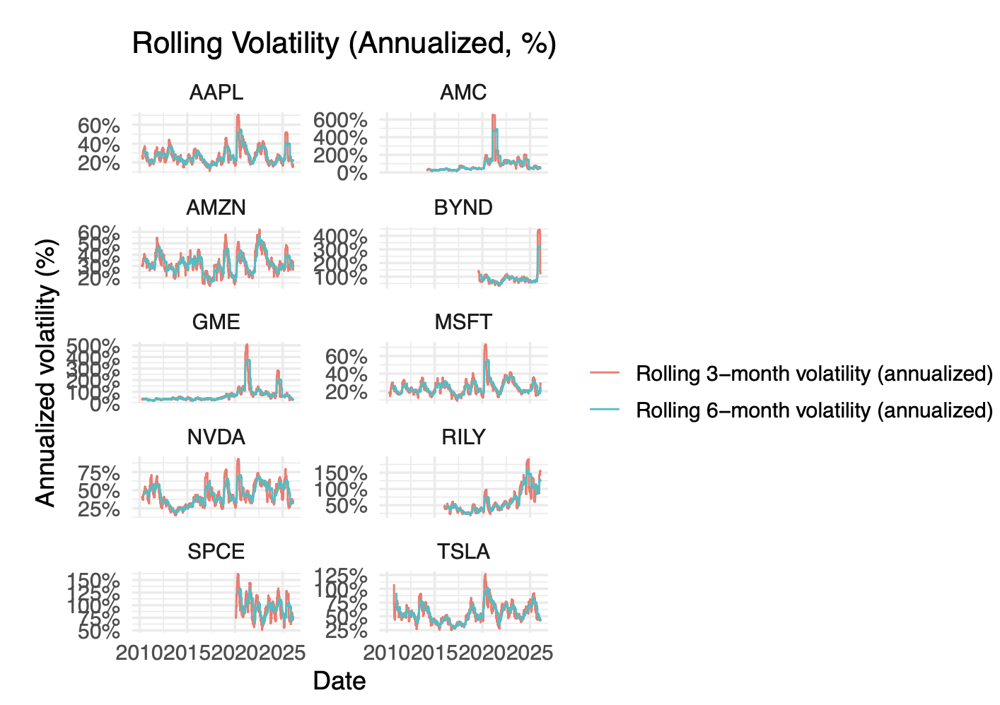 Rolling Volatility (Annualized, %)
AAPL
60%
40%
20%
AMC
600%
400%
200%
0%
AMZN
60%
50%
40%
30%
20%
BYND
400%
300%
200%
100%
GME
500%
400%
300%
200%
100%
0%
MSFT
60%
40%
20%
NVDA
75%
50%
25%
RILY
150%
100%
50%
SPCE
150%
125%
100%
75%
50%
TSLA
125%
100%
75%
50%
25%
2010 2015 2020 2025
2010 2015 2020 2025
Date
Annualized volatility (%)
Rolling 3−month volatility (annualized)
Rolling 6−month volatility (annualized)